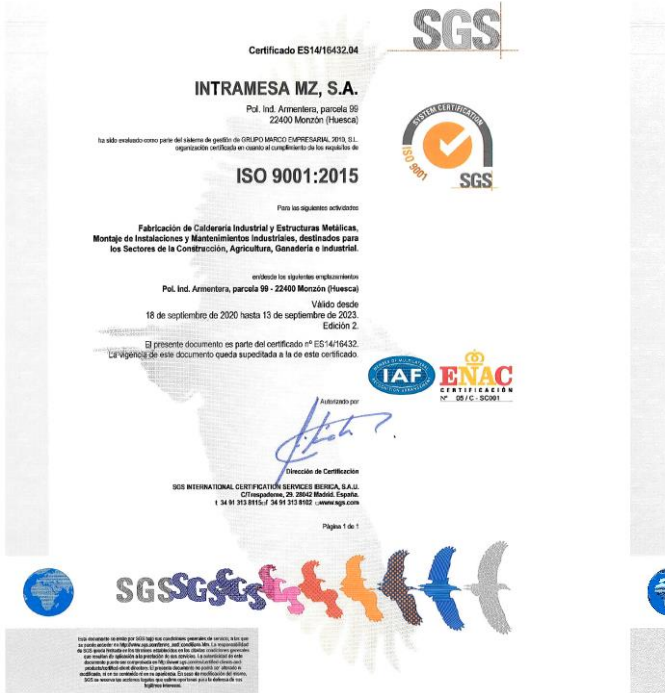 Certificado ES14/16432.04
SGS
INTRAMESA MZ, S.A.
Pol. Ind. Armentera, parcela 99
22400 Monzón (Huesca)
ha sido evaluado como parte del sistema de gestión de GRUPO MARCO EMPRESARIAL 2010, S.L.
organización certificada en cuanto al cumplimiento de los requisitos de
SYSTEM CERTIFICATION
ISO 9001
SGS
ISO 9001:2015
Para las siguientes actividades
Fabricación de Calderería Industrial y Estructuras Metálicas,
Montaje de Instalaciones y Mantenimientos Industriales, destinados para
los Sectores de la Construcción, Agricultura, Ganadería e Industrial.
en/desde los siguientes emplazamientos
Pol. Ind. Armentera, parcela 99 - 22400 Monzón (Huesca)
Válido desde
18 de septiembre de 2020 hasta 13 de septiembre de 2023.
Edición 2.
El presente documento es parte del certificado nº ES14/16432.
La vigencia de este documento queda supeditada a la de este certificado.
IAF
ENAC
CERTIFICACIÓN
Nº 05 / C - SC001
Autorizado por
Dirección de Certificación
SGS INTERNATIONAL CERTIFICATION SERVICES IBERICA, S.A.U.
C/Trespaderne, 29. 28042 Madrid. España.
t 34 91 313 8115 f 34 91 313 8102 www.sgs.com
Página 1 de 1
SGSSGSSGS